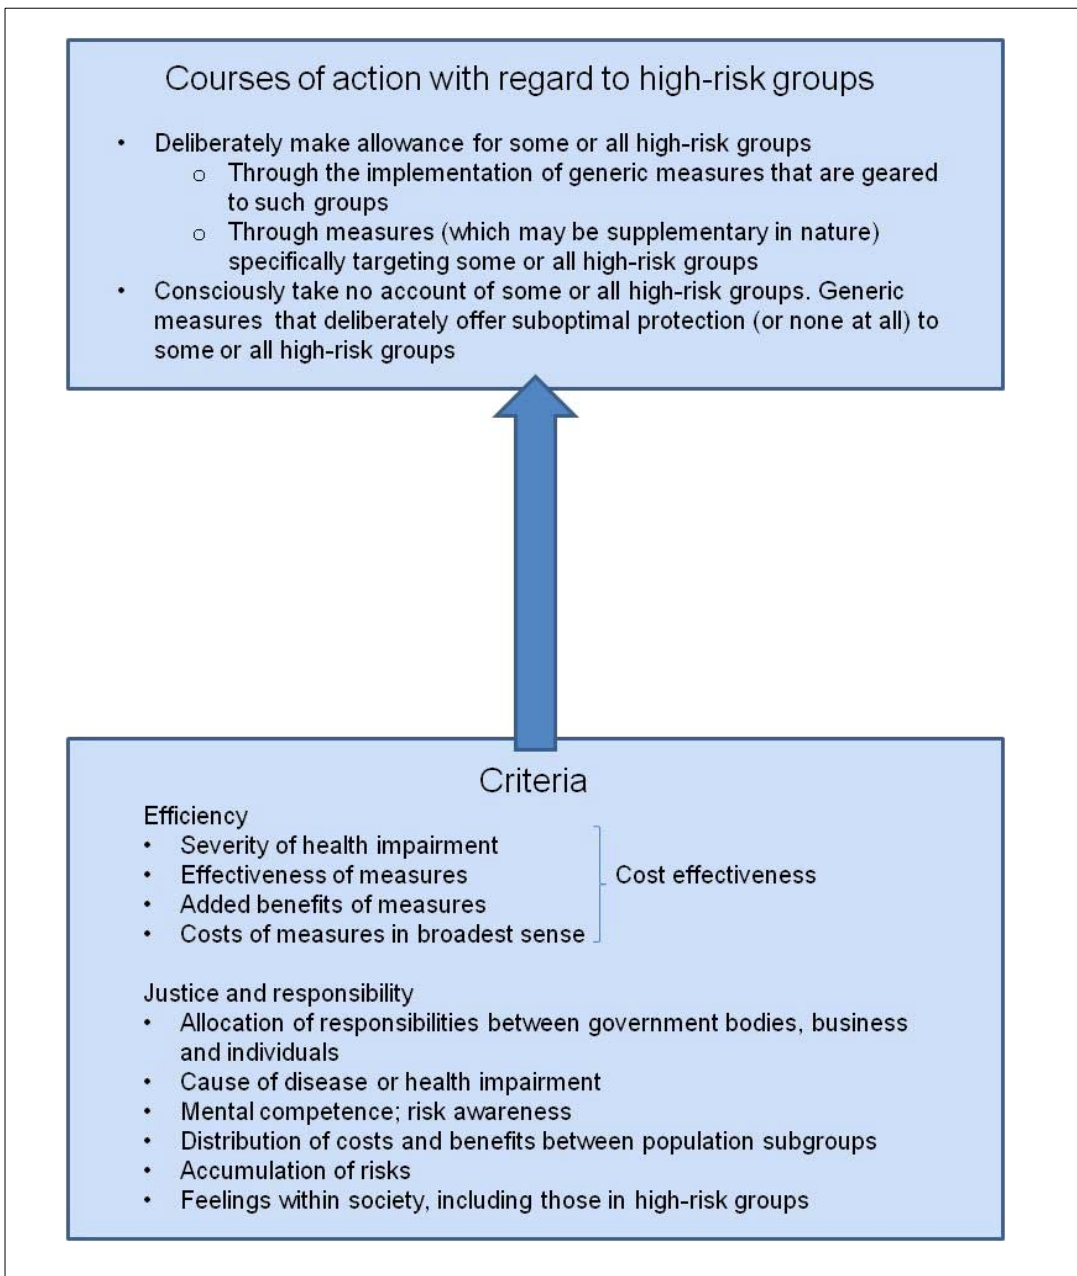 Courses of action with regard to high-risk groups
• Deliberately make allowance for some or all high-risk groups
o Through the implementation of generic measures that are geared
to such groups
o Through measures (which may be supplementary in nature)
specifically targeting some or all high-risk groups
• Consciously take no account of some or all high-risk groups. Generic
measures that deliberately offer suboptimal protection (or none at all) to
some or all high-risk groups
Criteria
Efficiency
• Severity of health impairment
• Effectiveness of measures
Cost effectiveness
• Added benefits of measures
• Costs of measures in broadest sense
Justice and responsibility
• Allocation of responsibilities between government bodies, business
and individuals
• Cause of disease or health impairment
• Mental competence; risk awareness
• Distribution of costs and benefits between population subgroups
• Accumulation of risks
• Feelings within society, including those in high-risk groups